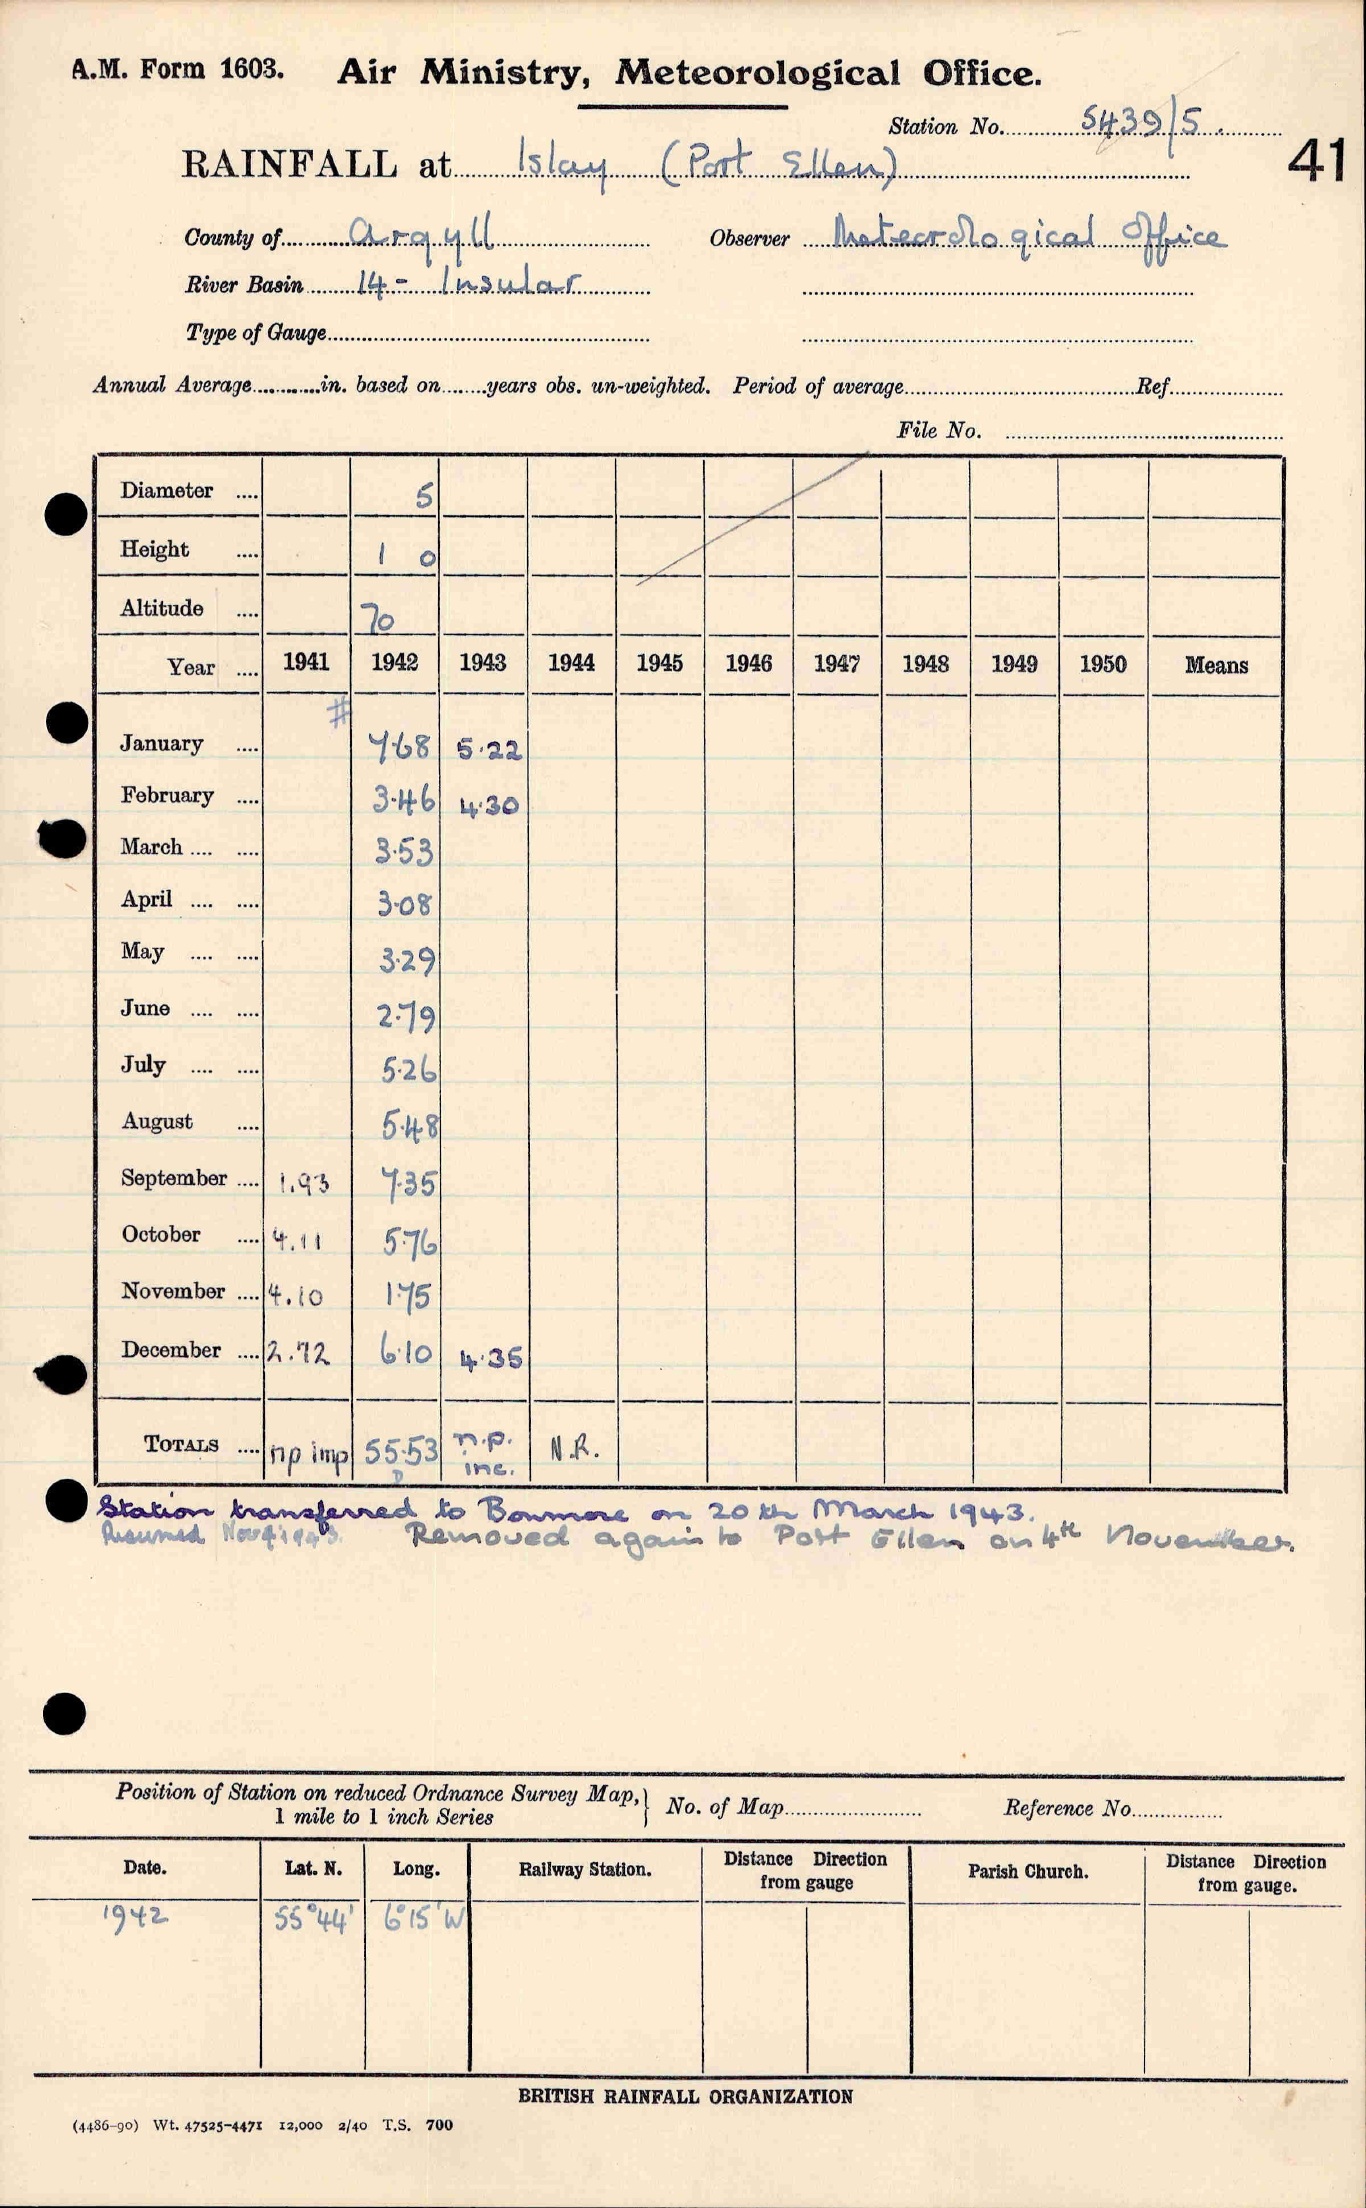 A.M. Form 1603. Air Ministry, Meteorological Office.
Station No. 5439/5.
41
RAINFALL at Islay (Port Ellen)
County of Argyll Observer Meteorological Office
River Basin 14 - Insular
Type of Gauge
Annual Average in. based on years obs. un-weighted. Period of average Ref.
File No.
Diameter .... 5
Height .... 1 0
Altitude .... 70
Year .... 1941 1942 1943 1944 1945 1946 1947 1948 1949 1950 Means
#
January .... 7.68 5.22
February .... 3.46 4.30
March .... .... 3.53
April .... .... 3.08
May .... .... 3.29
June .... .... 2.79
July .... .... 5.26
August .... 5.48
September .... 1.93 7.35
October .... 4.11 5.76
November .... 4.10 1.75
December .... 2.72 6.10 4.35
TOTALS .... np imp 55.53 n.p. inc. N.R.
D
Station transferred to Bowmore on 20th March 1943.
Resumed Nov 4 1943. Removed again to Port Ellen on 4th November.
Position of Station on reduced Ordnance Survey Map, 1 mile to 1 inch Series } No. of Map Reference No.
Date. Lat. N. Long. Railway Station. Distance Direction from gauge Parish Church. Distance Direction from gauge.
1942 55°44' 6°15'W
BRITISH RAINFALL ORGANIZATION
(4486-90) Wt. 47525-4471 12,000 2/40 T.S. 700